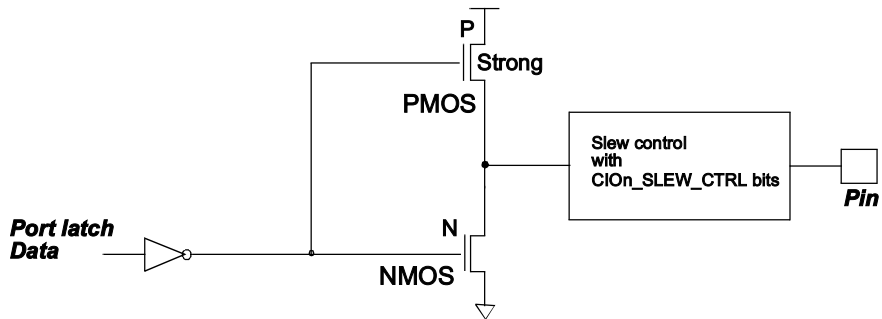 P
Strong
PMOS
Slew control
with
CIOn_SLEW_CTRL bits
Pin
Port latch
Data
N
NMOS